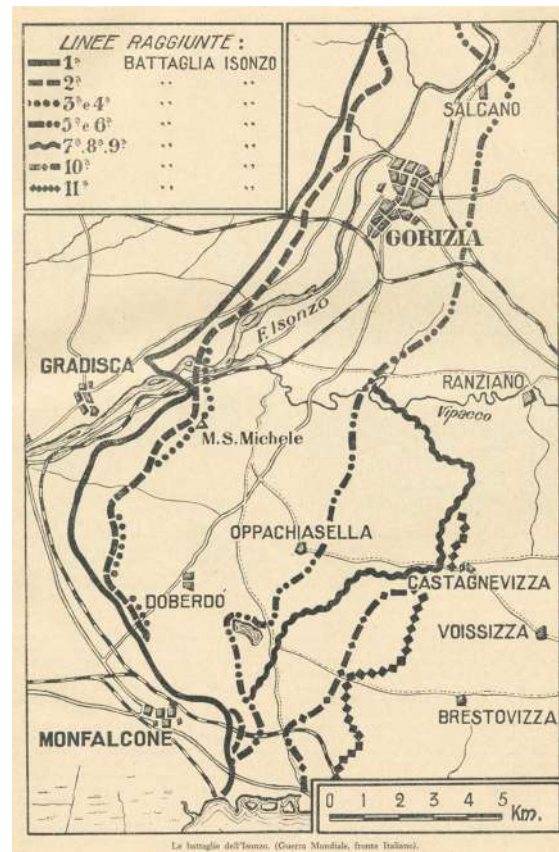 LINEE RAGGIUNTE :
1ª BATTAGLIA ISONZO
2ª " "
3ª e 4ª " "
5ª e 6ª " "
7ª. 8ª. 9ª. " "
10ª " "
11ª " "
SALCANO
GORIZIA
F. Isonzo
GRADISCA
RANZIANO
Vipacco
M.S. Michele
OPPACHIASELLA
CASTAGNEVIZZA
DOBERDO'
VOISSIZZA
BRESTOVIZZA
MONFALCONE
0 1 2 3 4 5
Km.
Le battaglie dell'Isonzo. (Guerra Mondiale, fronte Italiano).